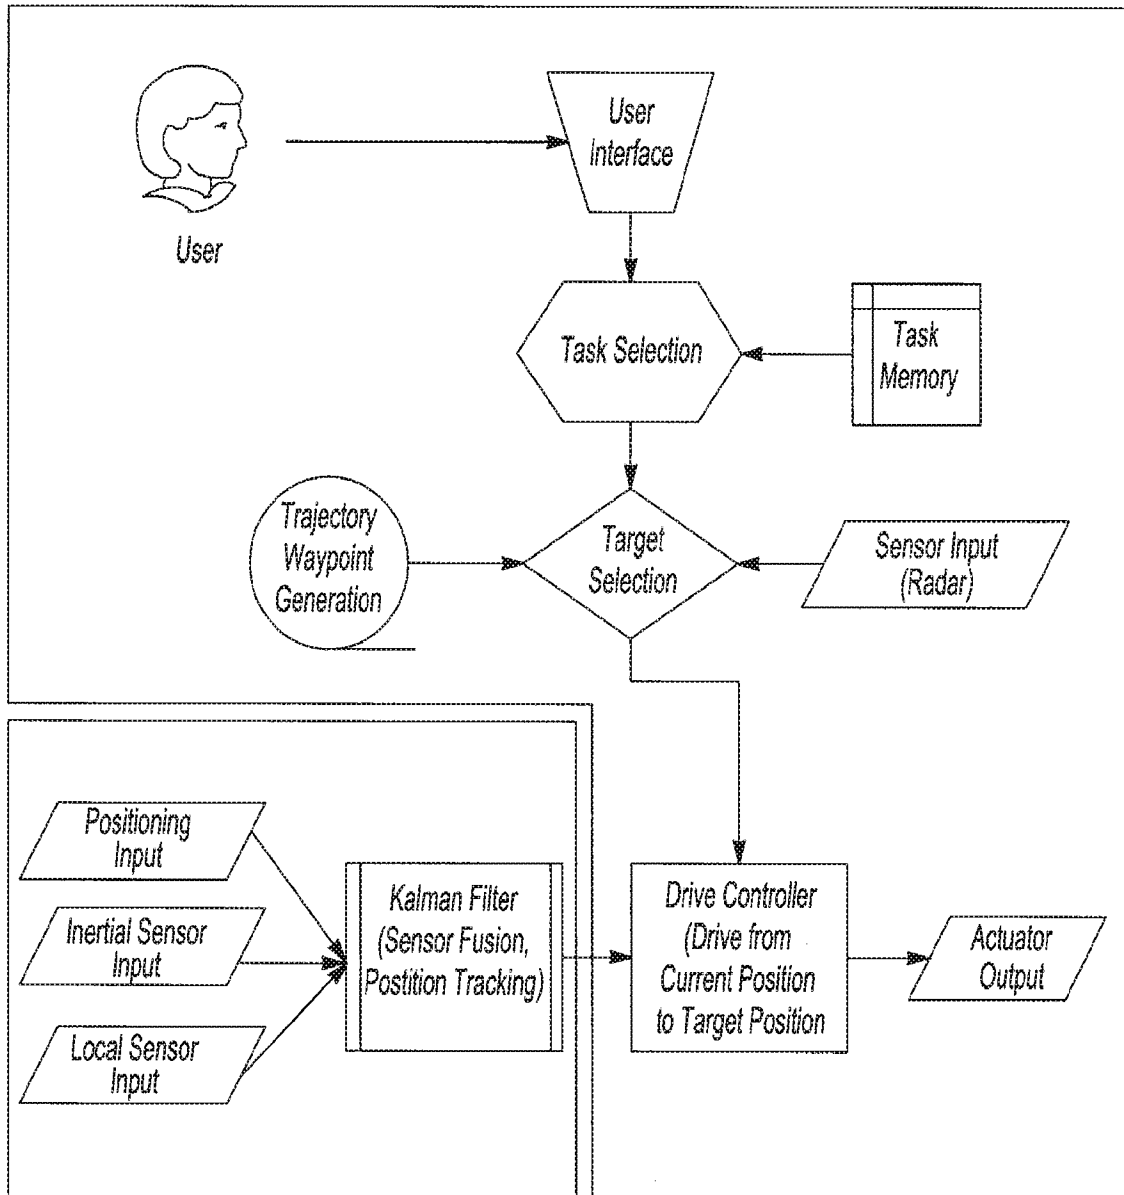 User
Interface
User
Task Selection
Task
Memory
Trajectory
Waypoint
Generation
Target
Selection
Sensor Input
(Radar)
Positioning
Input
Inertial Sensor
Input
Local Sensor
Input
Kalman Filter
(Sensor Fusion,
Postition Tracking)
Drive Controller
(Drive from
Current Position
to Target Position
Actuator
Output